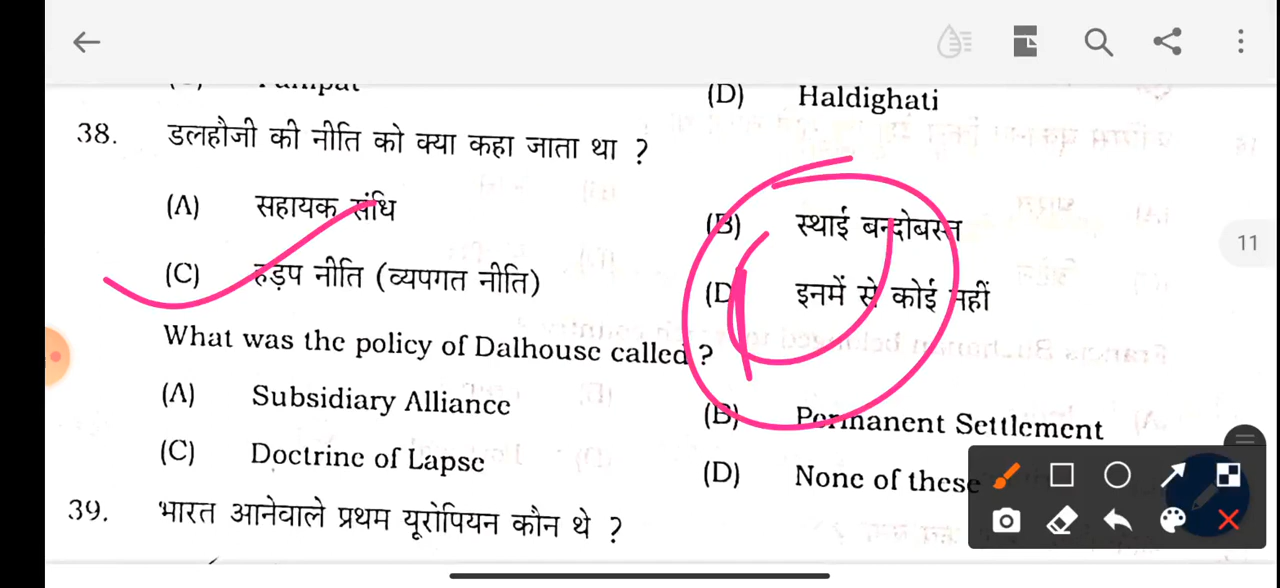 (D) Haldighati
38. डलहौजी की नीति को क्या कहा जाता था ?
(A) सहायक संधि (B) स्थाई बन्दोबस्त
(C) हड़प नीति (व्यपगत नीति) (D) इनमें से कोई नहीं
What was the policy of Dalhouse called ?
(A) Subsidiary Alliance (B) Permanent Settlement
(C) Doctrine of Lapse (D) None of these
39. भारत आनेवाले प्रथम यूरोपियन कौन थे ?
11